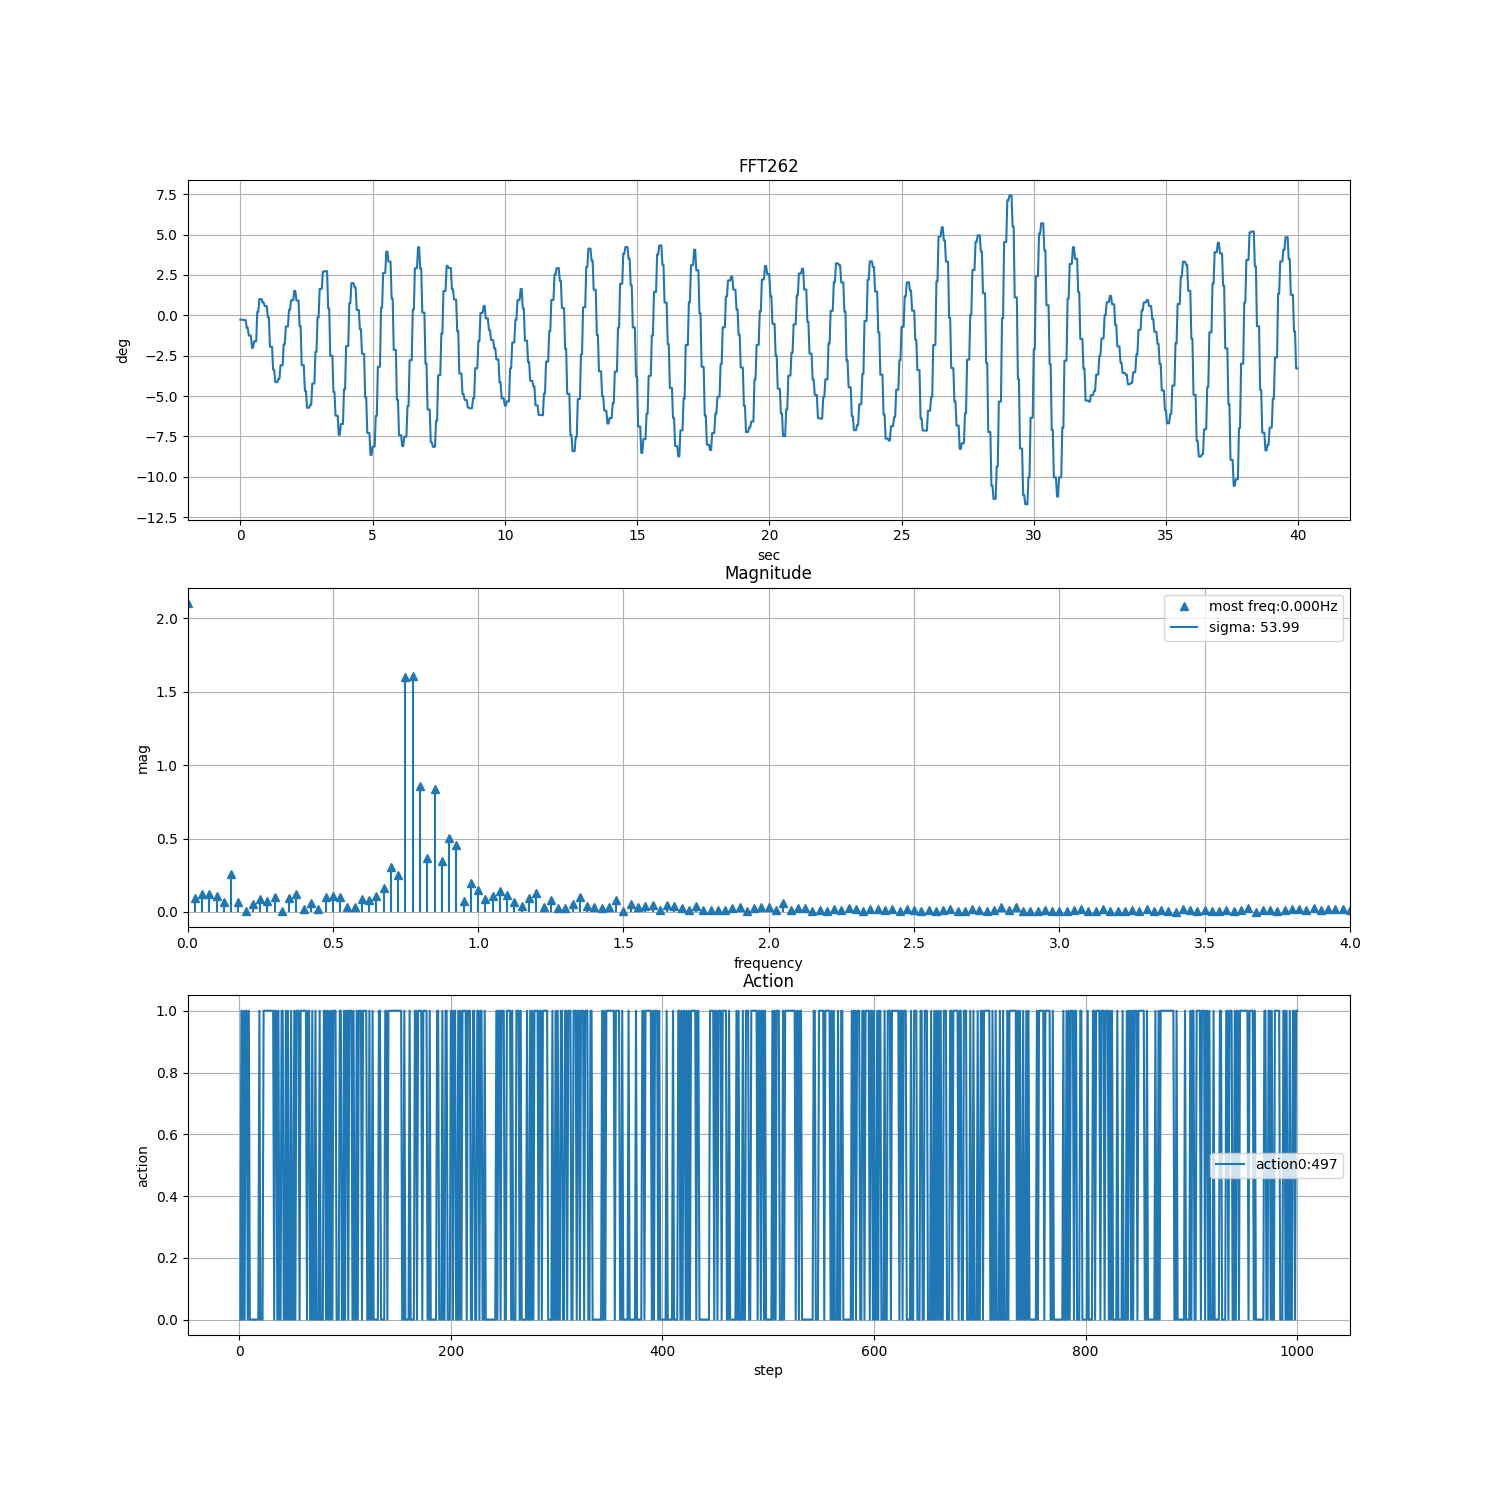 FFT262
7.5
5.0
2.5
0.0
−2.5
−5.0
−7.5
−10.0
−12.5
deg
0 5 10 15 20 25 30 35 40
sec
Magnitude
most freq:0.000Hz
sigma: 53.99
2.0
1.5
1.0
0.5
0.0
mag
0.0 0.5 1.0 1.5 2.0 2.5 3.0 3.5 4.0
frequency
Action
1.0
0.8
0.6
0.4
0.2
0.0
action
action0:497
0 200 400 600 800 1000
step